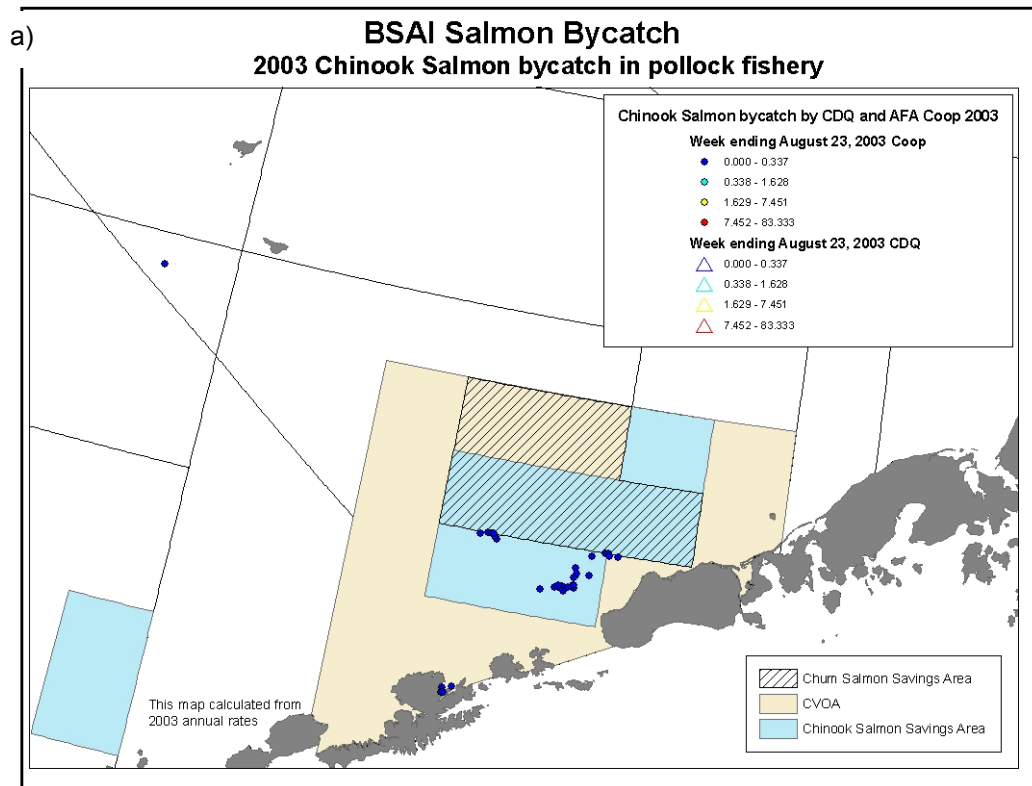 a)
BSAI Salmon Bycatch
2003 Chinook Salmon bycatch in pollock fishery
Chinook Salmon bycatch by CDQ and AFA Coop 2003
Week ending August 23, 2003 Coop
0.000 - 0.337
0.338 - 1.628
1.629 - 7.451
7.452 - 83.333
Week ending August 23, 2003 CDQ
0.000 - 0.337
0.338 - 1.628
1.629 - 7.451
7.452 - 83.333
This map calculated from
2003 annual rates
Chum Salmon Savings Area
CVOA
Chinook Salmon Savings Area